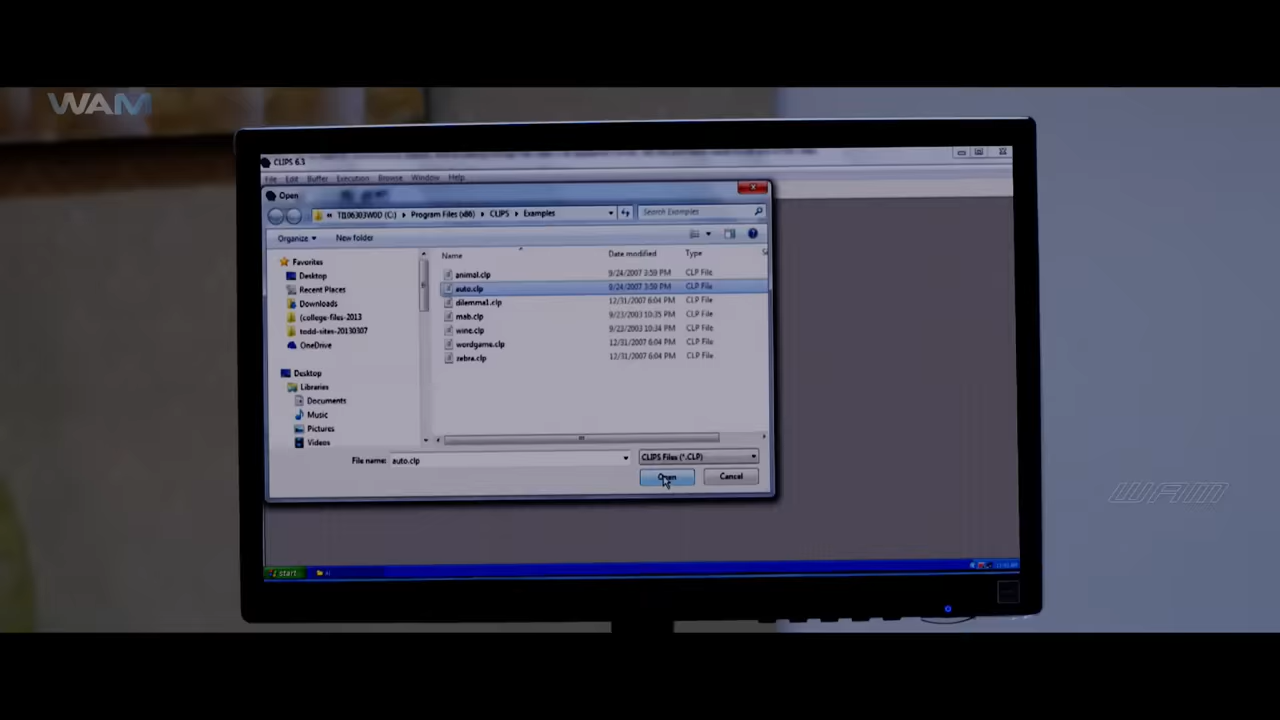 WAM
CLIPS 6.3
File Edit Buffer Execution Browse Window Help
Open
« TI106303W0D (C:) ▸ Program Files (x86) ▸ CLIPS ▸ Examples
Search Examples
Organize ▾ New folder
Name Date modified Type
Favorites
Desktop
Recent Places
Downloads
(college-files-2013
todd-sites-20130307
OneDrive
Desktop
Libraries
Documents
Music
Pictures
Videos
animal.clp 9/24/2007 3:59 PM CLP File
auto.clp 9/24/2007 3:59 PM CLP File
dilemma1.clp 12/31/2007 6:04 PM CLP File
mab.clp 9/23/2003 10:35 PM CLP File
wine.clp 9/23/2003 10:34 PM CLP File
wordgame.clp 12/31/2007 6:04 PM CLP File
zebra.clp 12/31/2007 6:04 PM CLP File
File name: auto.clp
CLIPS Files (*.CLP)
Open Cancel
WAM
start